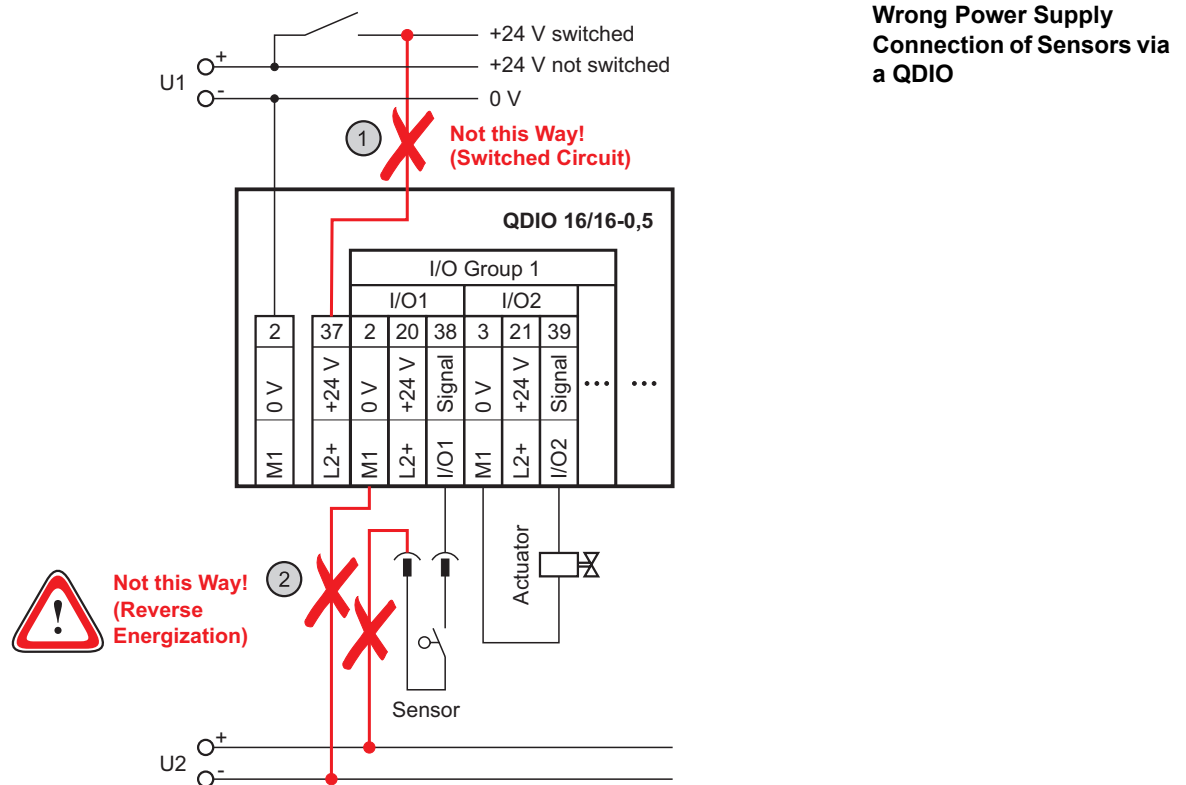 Wrong Power Supply
Connection of Sensors via
a QDIO
+24 V switched
+24 V not switched
0 V
U1
+
-
1
Not this Way!
(Switched Circuit)
QDIO 16/16-0,5
I/O Group 1
I/O1 I/O2
2 37 2 20 38 3 21 39
0 V +24 V 0 V +24 V Signal 0 V +24 V Signal ... ...
M1 L2+ M1 L2+ I/O1 M1 L2+ I/O2
Actuator
2
!
Not this Way!
(Reverse
Energization)
Sensor
U2
+
-